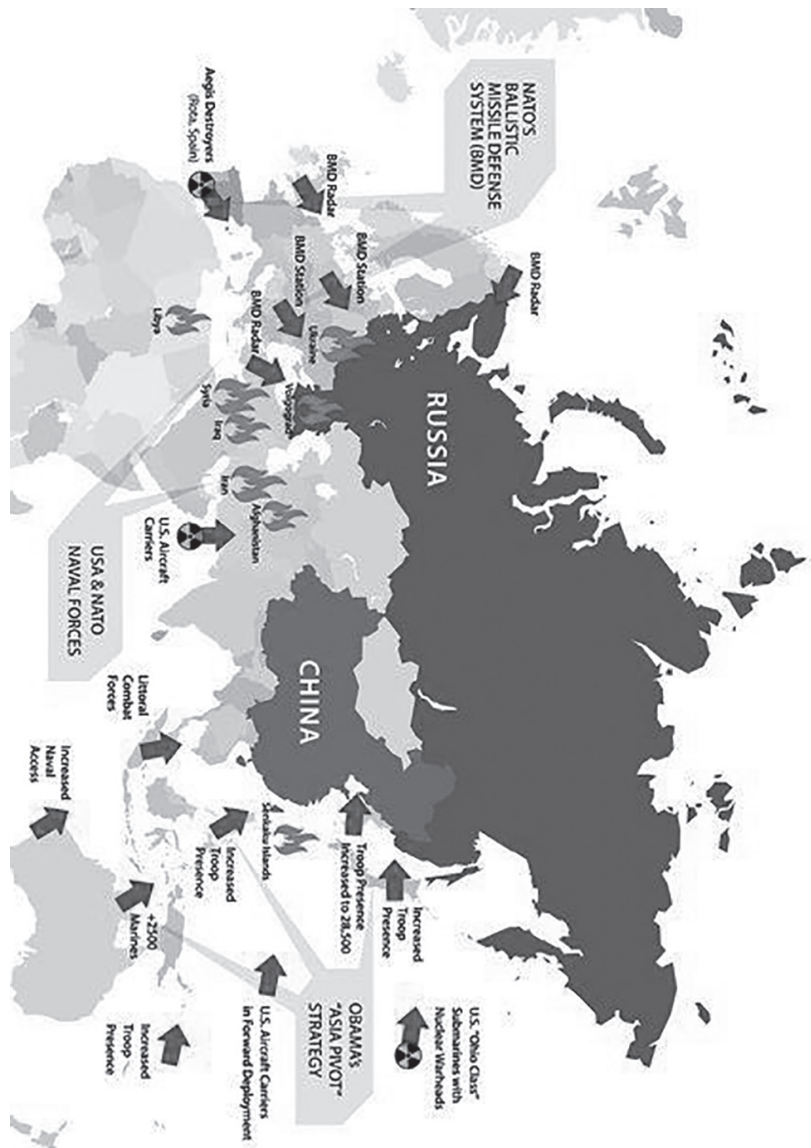 NATO'S
BALLISTIC
MISSILE DEFENSE
SYSTEM (BMD)
BMD Radar
BMD Radar
BMD Station
BMD Station
BMD Radar
Aegis Destroyers
(Rota, Spain)
RUSSIA
Ukraine
Volgograd
Libya
Syria
Iraq
Iran
Afghanistan
U.S. Aircraft
Carriers
USA & NATO
NAVAL FORCES
CHINA
Littoral
Combat
Forces
Increased
Naval
Access
Senkaku Islands
Increased
Troop
Presence
Troop Presence
Increased to 28,500
Increased
Troop
Presence
+2500
Marines
U.S. "Ohio Class"
Submarines with
Nuclear Warheads
OBAMA's
"ASIA PIVOT"
STRATEGY
U.S. Aircraft Carriers
in Forward Deployment
Increased
Troop
Presence